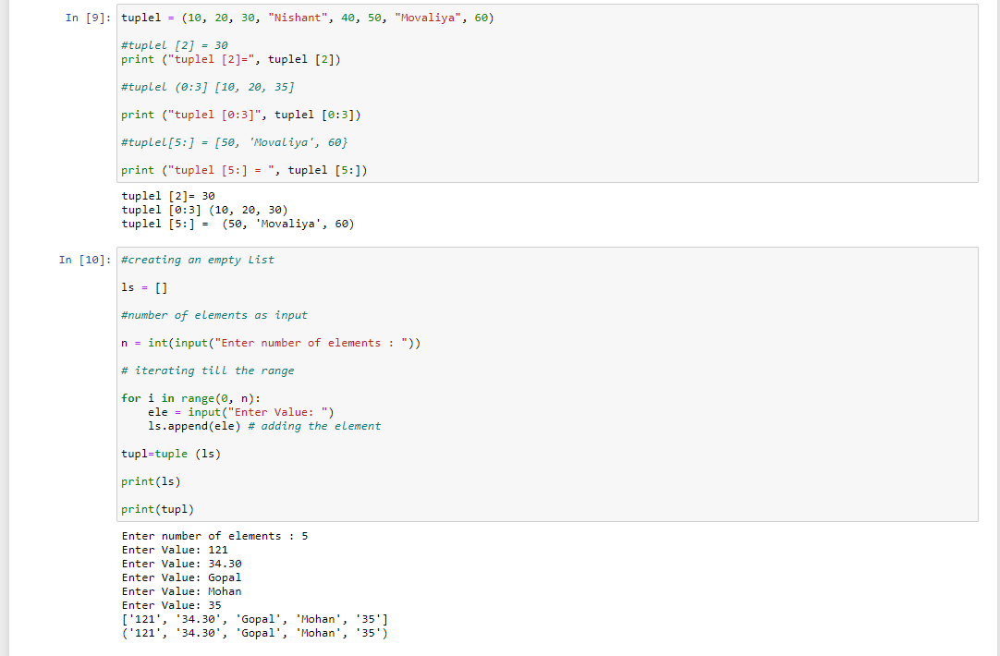 In [9]: tuplel = (10, 20, 30, "Nishant", 40, 50, "Movaliya", 60)
#tuplel [2] = 30
print ("tuplel [2]=", tuplel [2])
#tuplel (0:3] [10, 20, 35]
print ("tuplel [0:3]", tuplel [0:3])
#tuplel[5:] = [50, 'Movaliya', 60}
print ("tuplel [5:] = ", tuplel [5:])
tuplel [2]= 30
tuplel [0:3] (10, 20, 30)
tuplel [5:] =  (50, 'Movaliya', 60)
In [10]: #creating an empty List
ls = []
#number of elements as input
n = int(input("Enter number of elements : "))
# iterating till the range
for i in range(0, n):
    ele = input("Enter Value: ")
    ls.append(ele) # adding the element
tupl=tuple (ls)
print(ls)
print(tupl)
Enter number of elements : 5
Enter Value: 121
Enter Value: 34.30
Enter Value: Gopal
Enter Value: Mohan
Enter Value: 35
['121', '34.30', 'Gopal', 'Mohan', '35']
('121', '34.30', 'Gopal', 'Mohan', '35')